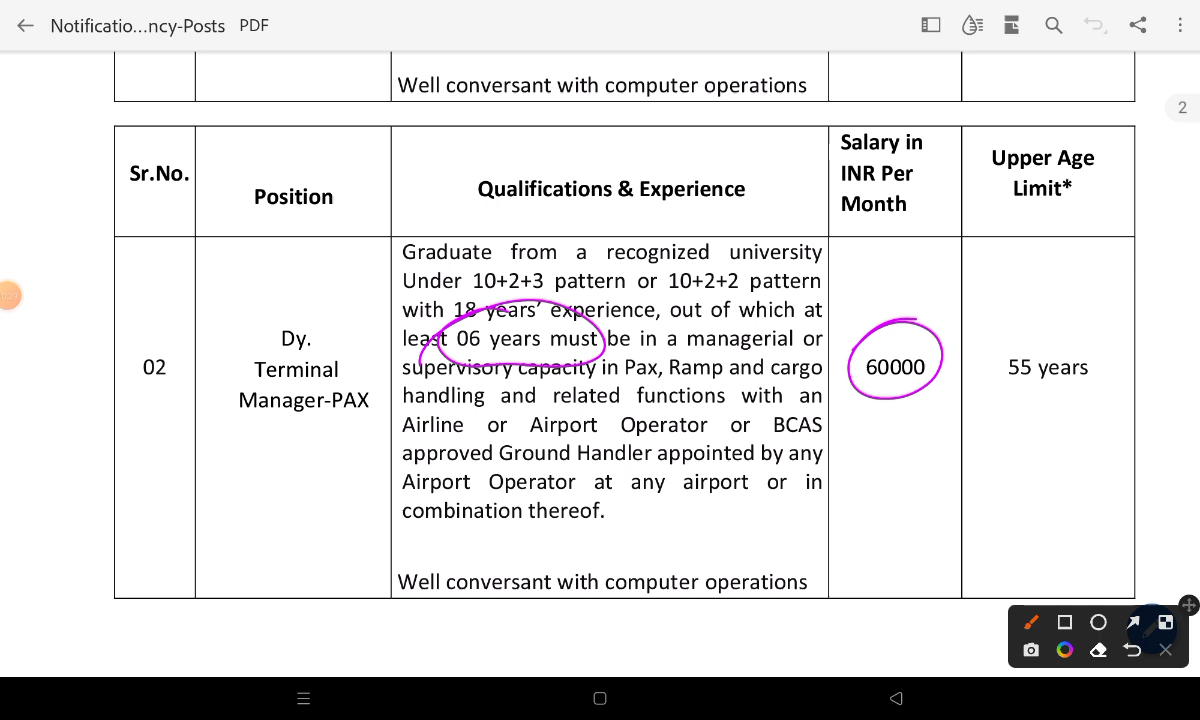 Notificatio...ncy-Posts PDF
Well conversant with computer operations
2
Sr.No.
Position
Qualifications & Experience
Salary in
INR Per
Month
Upper Age
Limit*
02
Dy.
Terminal
Manager-PAX
Graduate from a recognized university
Under 10+2+3 pattern or 10+2+2 pattern
with 18 years' experience, out of which at
least 06 years must be in a managerial or
supervisory capacity in Pax, Ramp and cargo
handling and related functions with an
Airline or Airport Operator or BCAS
approved Ground Handler appointed by any
Airport Operator at any airport or in
combination thereof.
Well conversant with computer operations
60000
55 years